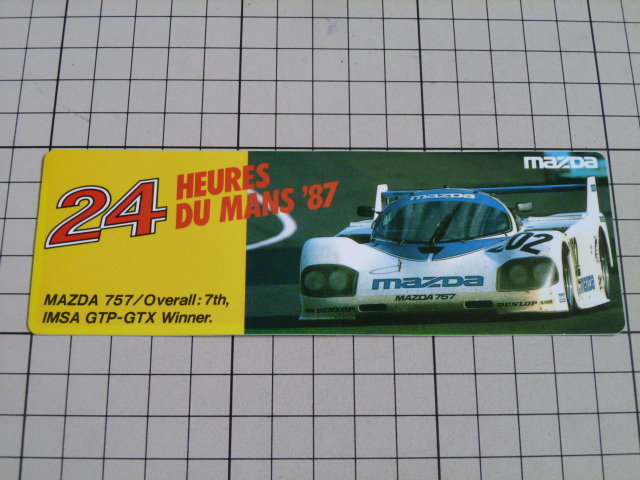 24 HEURES
DU MANS '87
MAZDA 757/Overall:7th,
IMSA GTP-GTX Winner.
mazda
mazda
202
mazda
MAZDA 757
DUNLOP
DUNLOP